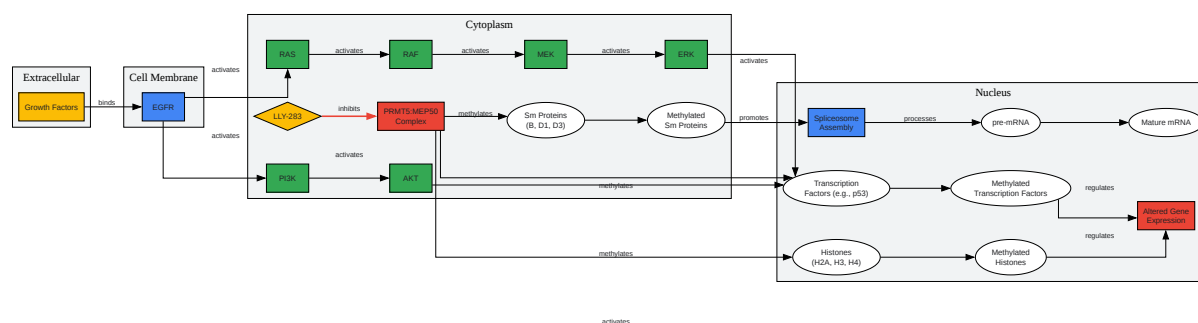 Cytoplasm
RAS
activates
RAF
activates
MEK
activates
ERK
activates
Extracellular
Growth Factors
binds
Cell Membrane
EGFR
activates
activates
LLY-283
inhibits
PRMT5:MEP50
Complex
methylates
Sm Proteins
(B, D1, D3)
Methylated
Sm Proteins
promotes
PI3K
activates
AKT
methylates
methylates
Nucleus
Spliceosome
Assembly
processes
pre-mRNA
Mature mRNA
Transcription
Factors (e.g., p53)
Methylated
Transcription Factors
regulates
Altered Gene
Expression
regulates
Histones
(H2A, H3, H4)
Methylated
Histones
activates